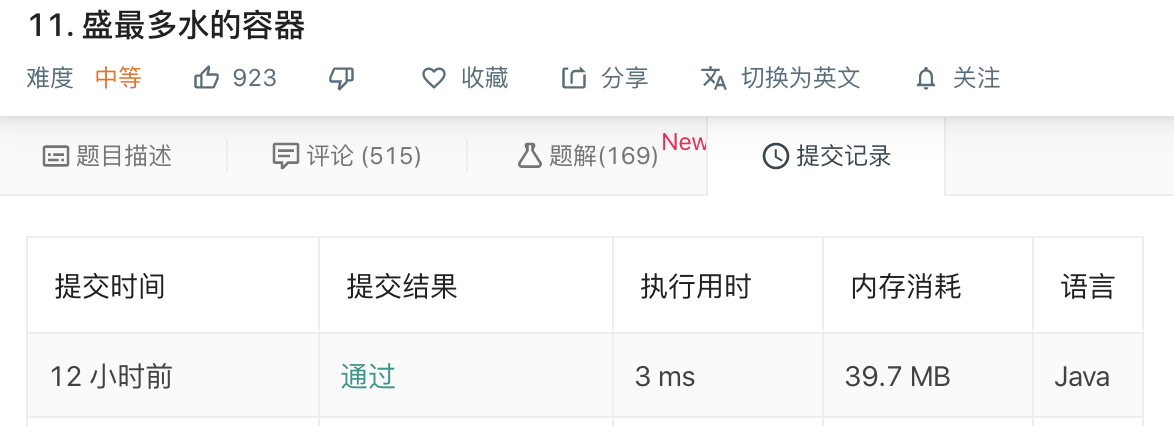 11. 盛最多水的容器
难度 中等 923 收藏 分享 切换为英文 关注
题目描述 评论 (515) 题解(169) New 提交记录
提交时间 提交结果 执行用时 内存消耗 语言
12 小时前 通过 3 ms 39.7 MB Java